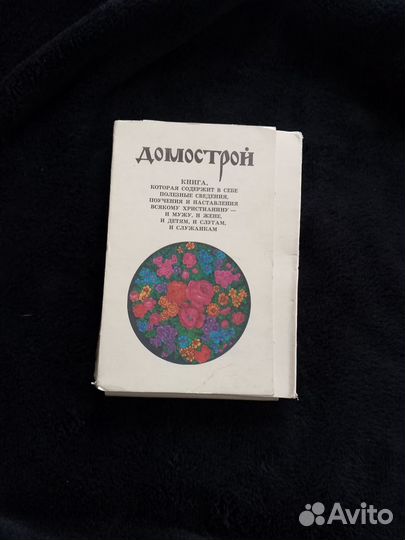 ДОМОСТРОЙ
КНИГА,
КОТОРАЯ СОДЕРЖИТ В СЕБЕ
ПОЛЕЗНЫЕ СВЕДЕНИЯ,
ПОУЧЕНИЯ И НАСТАВЛЕНИЯ
ВСЯКОМУ ХРИСТИАНИНУ —
И МУЖУ, И ЖЕНЕ,
И ДЕТЯМ, И СЛУГАМ,
И СЛУЖАНКАМ
Avito